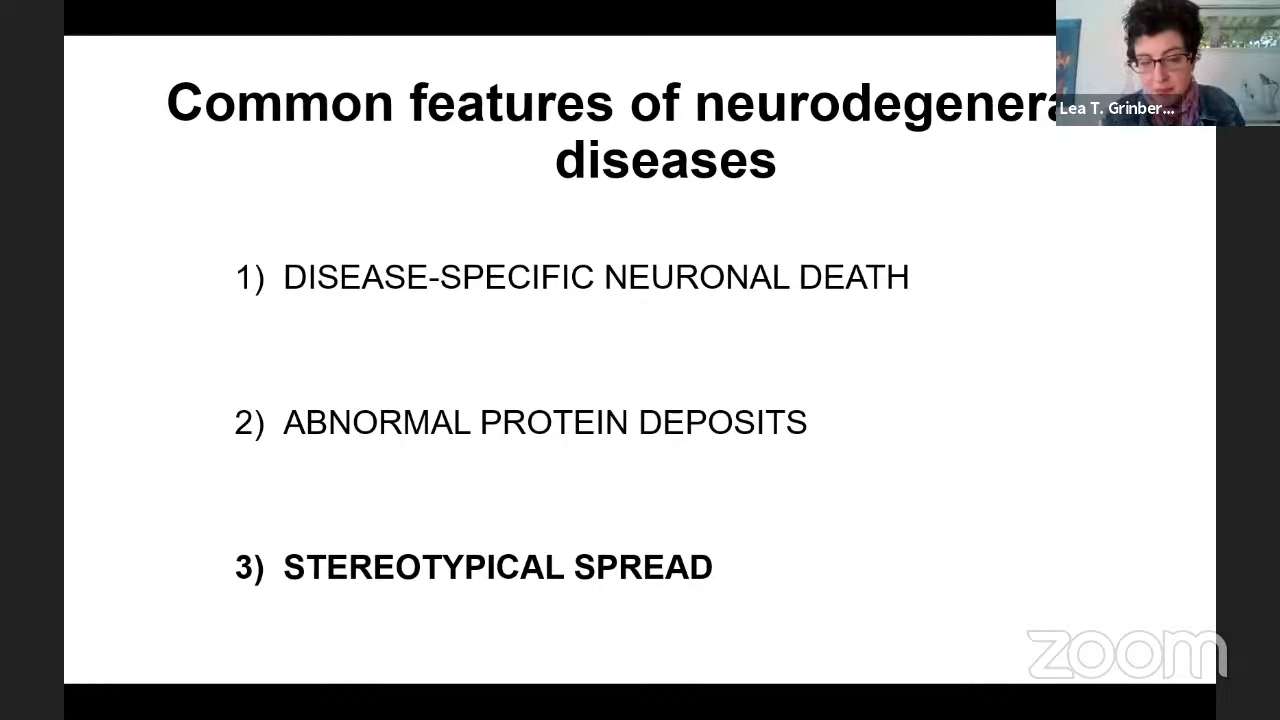 Common features of neurodegenera
diseases
Lea T. Grinber...
1) DISEASE-SPECIFIC NEURONAL DEATH
2) ABNORMAL PROTEIN DEPOSITS
3) STEREOTYPICAL SPREAD
zoom